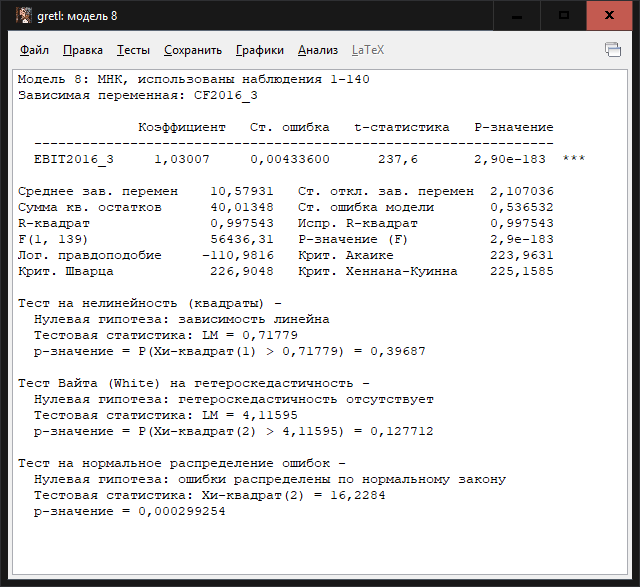 gretl: модель 8
Файл Правка Тесты Сохранить Графики Анализ LaTeX
Модель 8: МНК, использованы наблюдения 1-140
Зависимая переменная: CF2016_3
Коэффициент Ст. ошибка t-статистика P-значение
---------------------------------------------------------------
EBIT2016_3 1,03007 0,00433600 237,6 2,90e-183 ***
Среднее зав. перемен 10,57931 Ст. откл. зав. перемен 2,107036
Сумма кв. остатков 40,01348 Ст. ошибка модели 0,536532
R-квадрат 0,997543 Испр. R-квадрат 0,997543
F(1, 139) 56436,31 P-значение (F) 2,9e-183
Лог. правдоподобие -110,9816 Крит. Акаике 223,9631
Крит. Шварца 226,9048 Крит. Хеннана-Куинна 225,1585
Тест на нелинейность (квадраты) -
Нулевая гипотеза: зависимость линейна
Тестовая статистика: LM = 0,71779
p-значение = P(Хи-квадрат(1) > 0,71779) = 0,39687
Тест Вайта (White) на гетероскедастичность -
Нулевая гипотеза: гетероскедастичность отсутствует
Тестовая статистика: LM = 4,11595
p-значение = P(Хи-квадрат(2) > 4,11595) = 0,127712
Тест на нормальное распределение ошибок -
Нулевая гипотеза: ошибки распределены по нормальному закону
Тестовая статистика: Хи-квадрат(2) = 16,2284
p-значение = 0,000299254